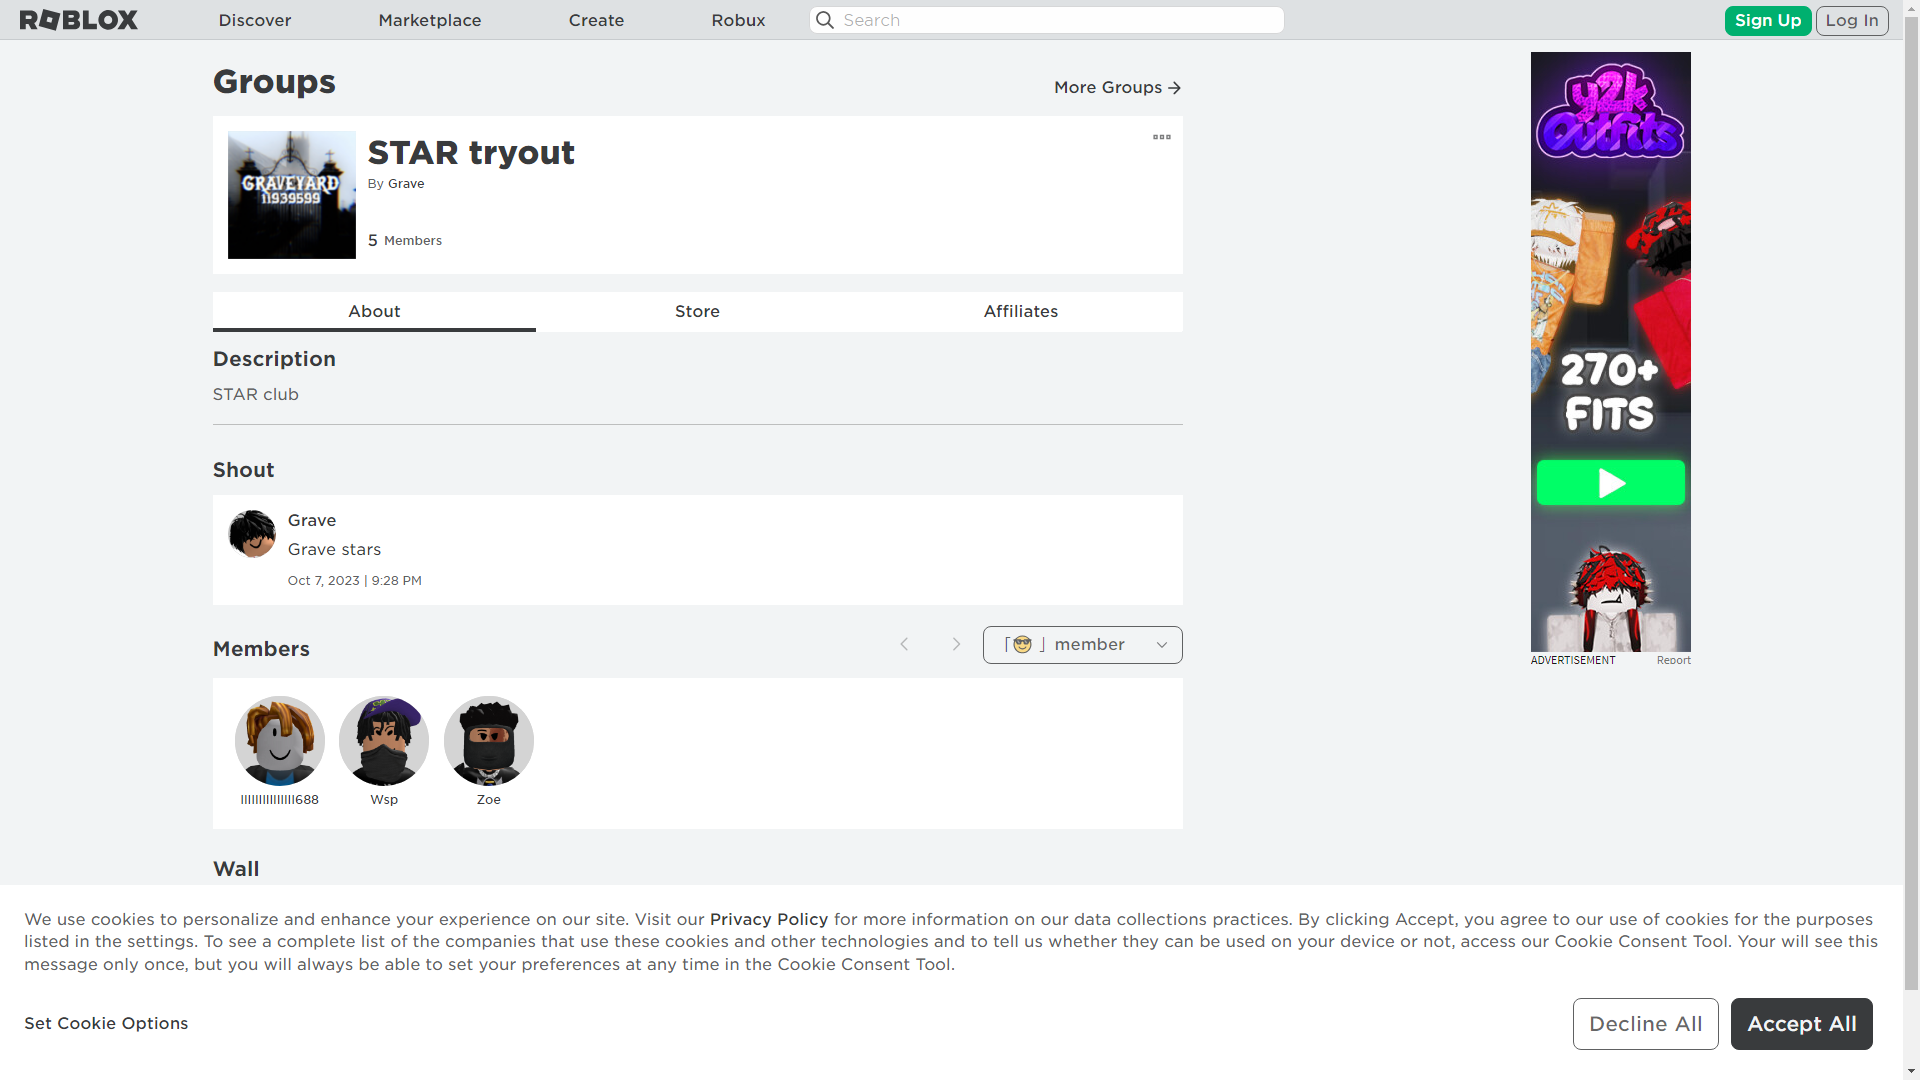 ROBLOX
Discover
Marketplace
Create
Robux
Search
Sign Up
Log In
Groups
More Groups
GRAVEYARD
11939599
STAR tryout
By Grave
5 Members
About
Store
Affiliates
Description
STAR club
Shout
Grave
Grave stars
Oct 7, 2023 | 9:28 PM
Members
「😎 」member
lllllllllllllll688
Wsp
Zoe
Wall
y2k
Outfits
270+
FITS
ADVERTISEMENT
Report
We use cookies to personalize and enhance your experience on our site. Visit our Privacy Policy for more information on our data collections practices. By clicking Accept, you agree to our use of cookies for the purposes
listed in the settings. To see a complete list of the companies that use these cookies and other technologies and to tell us whether they can be used on your device or not, access our Cookie Consent Tool. Your will see this
message only once, but you will always be able to set your preferences at any time in the Cookie Consent Tool.
Set Cookie Options
Decline All
Accept All